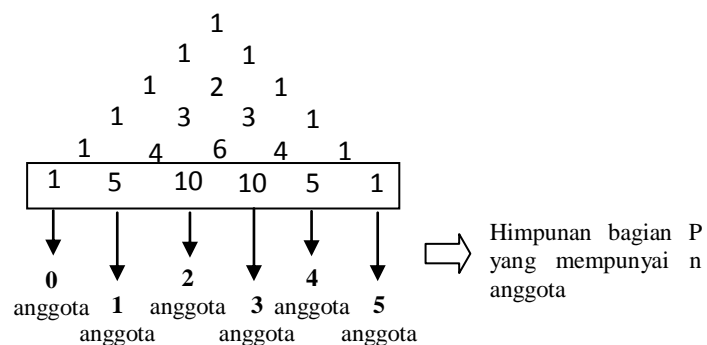 1
1 1
1 2 1
1 3 3 1
1 4 6 4 1
1 5 10 10 5 1
0 anggota
1 anggota
2 anggota
3 anggota
4 anggota
5 anggota
Himpunan bagian P
yang mempunyai n
anggota